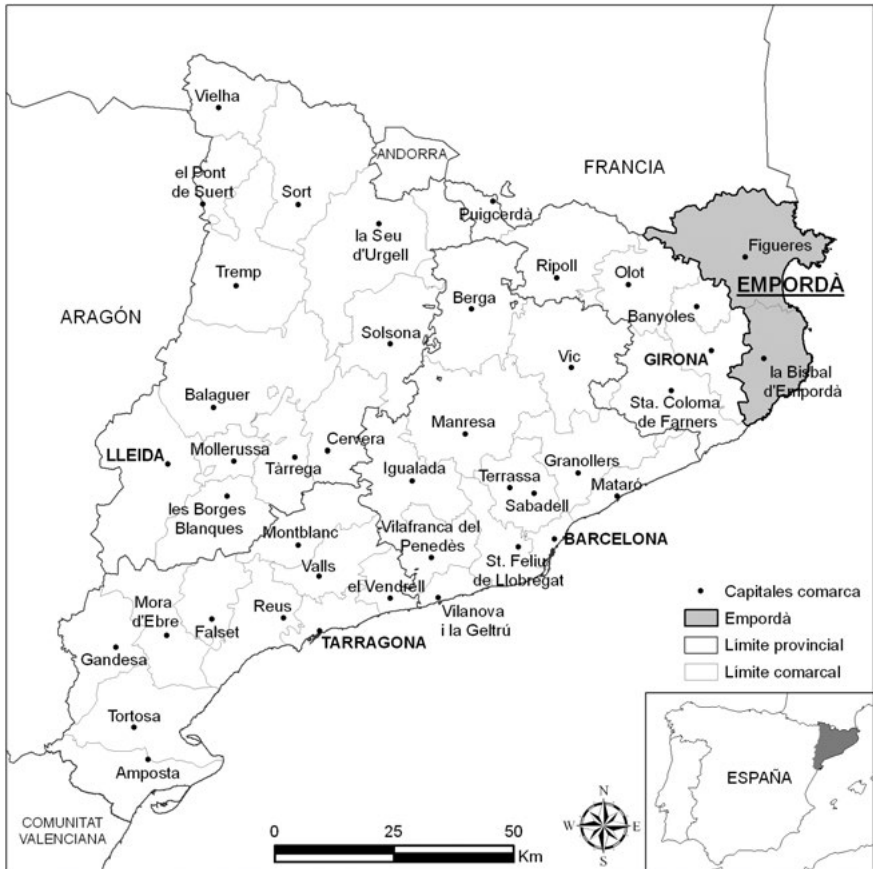 Vielha
ANDORRA
FRANCIA
el Pont
de Suert
Sort
Puigcerdà
la Seu
d'Urgell
Figueres
Tremp
Ripoll
Olot
EMPORDÀ
Berga
Banyoles
ARAGÓN
Solsona
Vic
GIRONA
la Bisbal
d'Empordà
Balaguer
Sta. Coloma
de Farners
Manresa
Cervera
LLEIDA
Mollerussa
Tàrrega
Igualada
Terrassa
Granollers
Sabadell
Mataró
les Borges
Blanques
Montblanc
Vilafranca del
Penedès
BARCELONA
St. Feliu
de Llobregat
Valls
el Vendrell
Vilanova
i la Geltrú
Mora
d'Ebre
Falset
Reus
TARRAGONA
Gandesa
Tortosa
Amposta
COMUNITAT
VALENCIANA
Capitales comarca
Empordà
Límite provincial
Límite comarcal
ESPAÑA
N
W E
S
0 25 50
Km